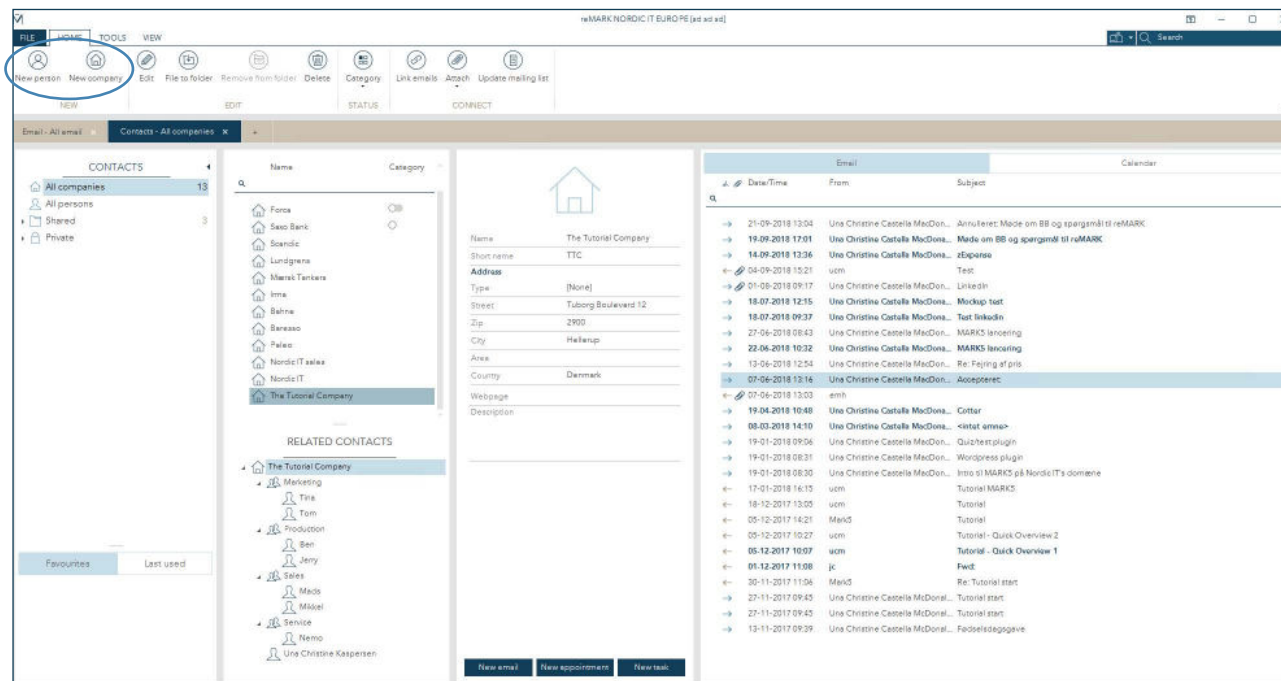 reMARK NORDIC IT EUROPE [ad ad ad]
FILE HOME TOOLS VIEW
Search
New person New company Edit File to folder Remove from folder Delete Category Link emails Attach Update mailing list
NEW EDIT STATUS CONNECT
Email - All email × Contacts - All companies × +
CONTACTS
All companies 13
All persons
Shared 3
Private
Favourites Last used
Name Category
Force
Saxo Bank
Scandic
Lundgrens
Mærsk Tankers
Irma
Bahne
Baresso
Paleo
Nordic IT sales
Nordic IT
The Tutorial Company
RELATED CONTACTS
The Tutorial Company
Marketing
Tina
Tom
Production
Ben
Jerry
Sales
Mads
Mikkel
Service
Nemo
Una Christine Kaspersen
Name The Tutorial Company
Short name TTC
Address
Type [None]
Street Tuborg Boulevard 12
Zip 2900
City Hellerup
Area
Country Denmark
Webpage
Description
New email New appointment New task
Email Calendar
Date/Time From Subject
21-09-2018 13:04 Una Christine Castella MacDon... Annulleret: Møde om BB og spørgsmål til reMARK
19-09-2018 17:01 Una Christine Castella MacDona... Møde om BB og spørgsmål til reMARK
14-09-2018 13:36 Una Christine Castella MacDona... zExpense
04-09-2018 15:21 ucm Test
01-08-2018 09:17 Una Christine Castella MacDon... LinkedIn
18-07-2018 12:15 Una Christine Castella MacDona... Mockup test
18-07-2018 09:37 Una Christine Castella MacDona... Test linkedin
27-06-2018 08:43 Una Christine Castella MacDon... MARK5 lancering
22-06-2018 10:32 Una Christine Castella MacDona... MARK5 lancering
13-06-2018 12:54 Una Christine Castella MacDon... Re: Fejring af pris
07-06-2018 13:16 Una Christine Castella MacDon... Accepteret:
07-06-2018 13:03 emh
19-04-2018 10:48 Una Christine Castella MacDona... Cotter
08-03-2018 14:10 Una Christine Castella MacDona... <intet emne>
19-01-2018 09:06 Una Christine Castella MacDon... Quiz/test plugin
19-01-2018 08:31 Una Christine Castella MacDon... Wordpress plugin
19-01-2018 08:30 Una Christine Castella MacDon... Intro til MARK5 på Nordic IT's domæne
17-01-2018 16:15 ucm Tutorial MARK5
18-12-2017 13:05 ucm Tutorial
05-12-2017 14:21 Mark5 Tutorial
05-12-2017 10:27 ucm Tutorial - Quick Overview 2
05-12-2017 10:07 ucm Tutorial - Quick Overview 1
01-12-2017 11:08 jc Fwd:
30-11-2017 11:06 Mark5 Re: Tutorial start
27-11-2017 09:45 Una Christine Castella McDonal... Tutorial start
27-11-2017 09:45 Una Christine Castella McDonal... Tutorial start
13-11-2017 09:39 Una Christine Castella McDonal... Fødselsdagsgave